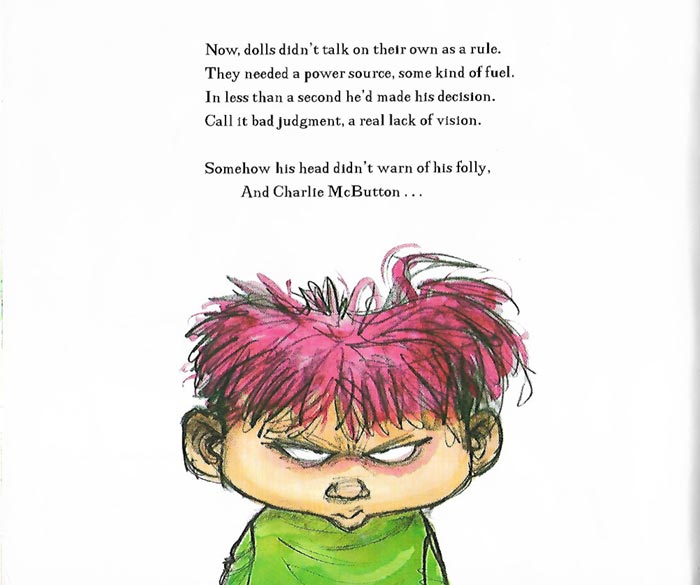 Now, dolls didn't talk on their own as a rule.
They needed a power source, some kind of fuel.
In less than a second he'd made his decision.
Call it bad judgment, a real lack of vision.
Somehow his head didn't warn of his folly,
And Charlie McButton . . .